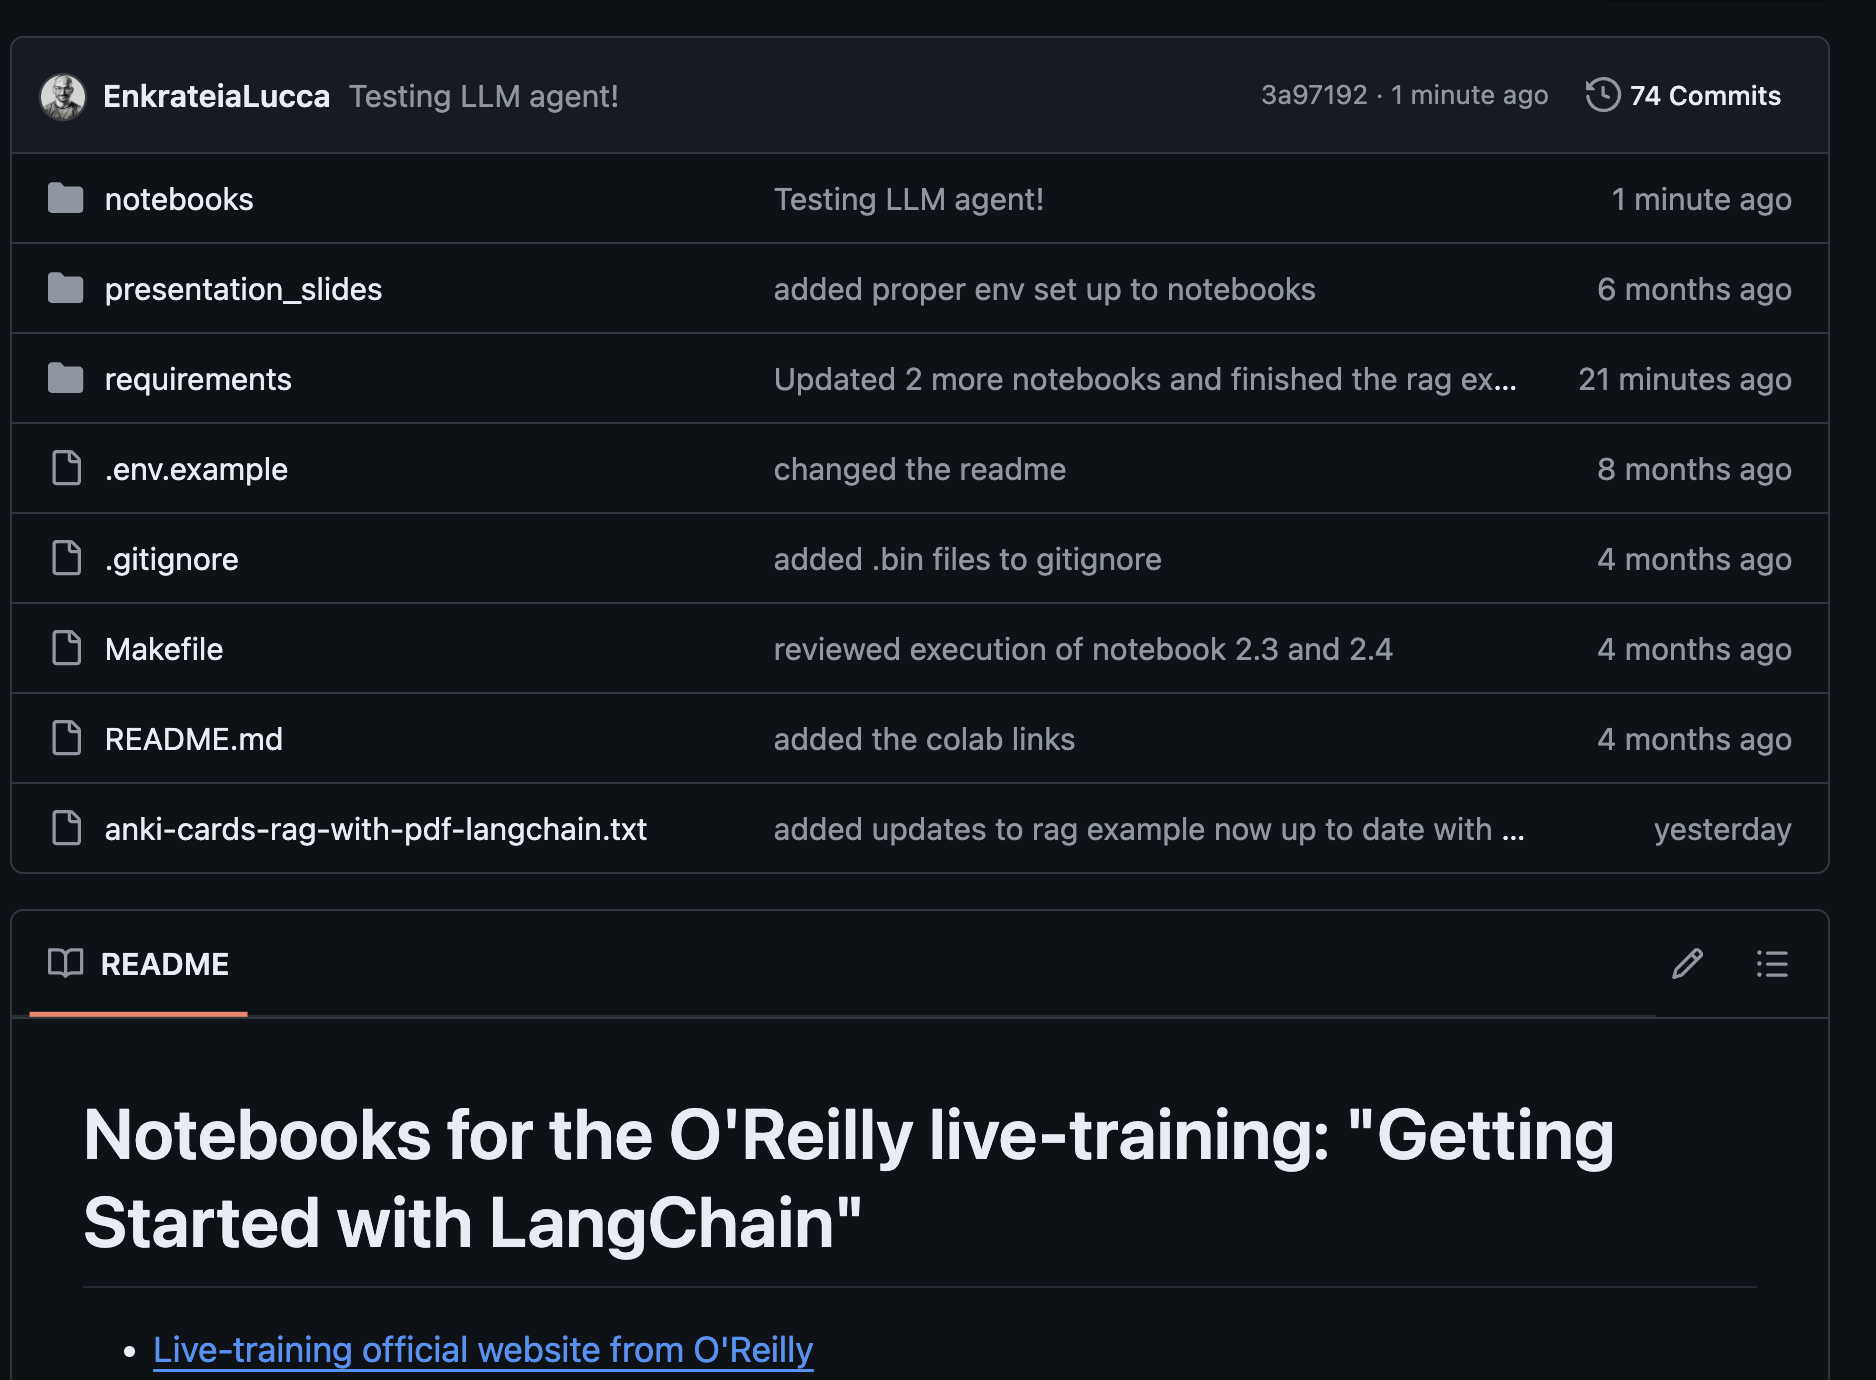 EnkrateiaLucca Testing LLM agent! 3a97192 · 1 minute ago 74 Commits
notebooks Testing LLM agent! 1 minute ago
presentation_slides added proper env set up to notebooks 6 months ago
requirements Updated 2 more notebooks and finished the rag ex... 21 minutes ago
.env.example changed the readme 8 months ago
.gitignore added .bin files to gitignore 4 months ago
Makefile reviewed execution of notebook 2.3 and 2.4 4 months ago
README.md added the colab links 4 months ago
anki-cards-rag-with-pdf-langchain.txt added updates to rag example now up to date with ... yesterday
README
Notebooks for the O'Reilly live-training: "Getting
Started with LangChain"
• Live-training official website from O'Reilly